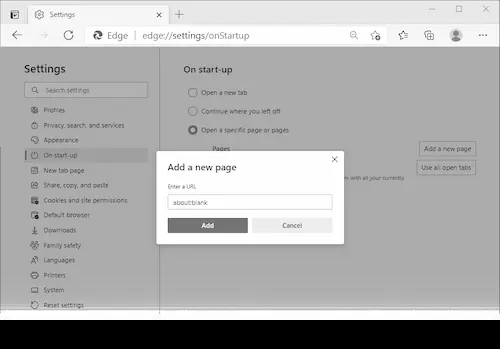 Settings
Edge
edge://settings/onStartup
Settings
Search settings
Profiles
Privacy, search, and services
Appearance
On start-up
New tab page
Share, copy, and paste
Cookies and site permissions
Default browser
Downloads
Family safety
Languages
Printers
System
Reset settings
On start-up
Open a new tab
Continue where you left off
Open a specific page or pages
Pages
Add a new page
Use all open tabs
m with all your currently
Add a new page
Enter a URL
about:blank
Add
Cancel